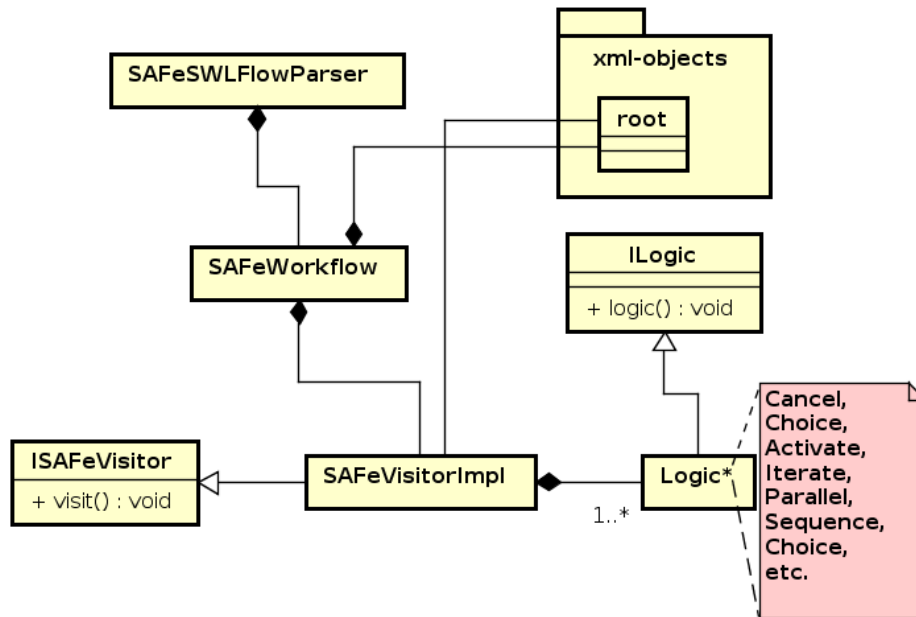 SAFeSWLFlowParser
xml-objects
root
SAFeWorkflow
ILogic
+ logic() : void
ISAFeVisitor
+ visit() : void
SAFeVisitorImpl
1..*
Logic*
Cancel,
Choice,
Activate,
Iterate,
Parallel,
Sequence,
Choice,
etc.